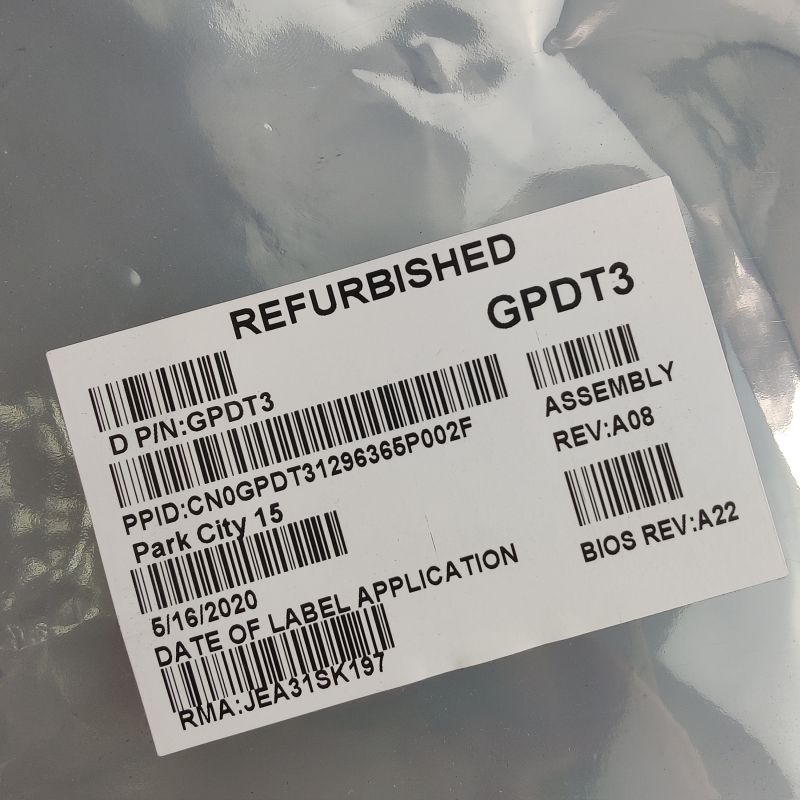 REFURBISHED
GPDT3
D P/N:GPDT3
ASSEMBLY
REV:A08
PPID:CN0GPDT31296365P002F
Park City 15
BIOS REV:A22
5/16/2020
DATE OF LABEL APPLICATION
RMA:JEA31SK197